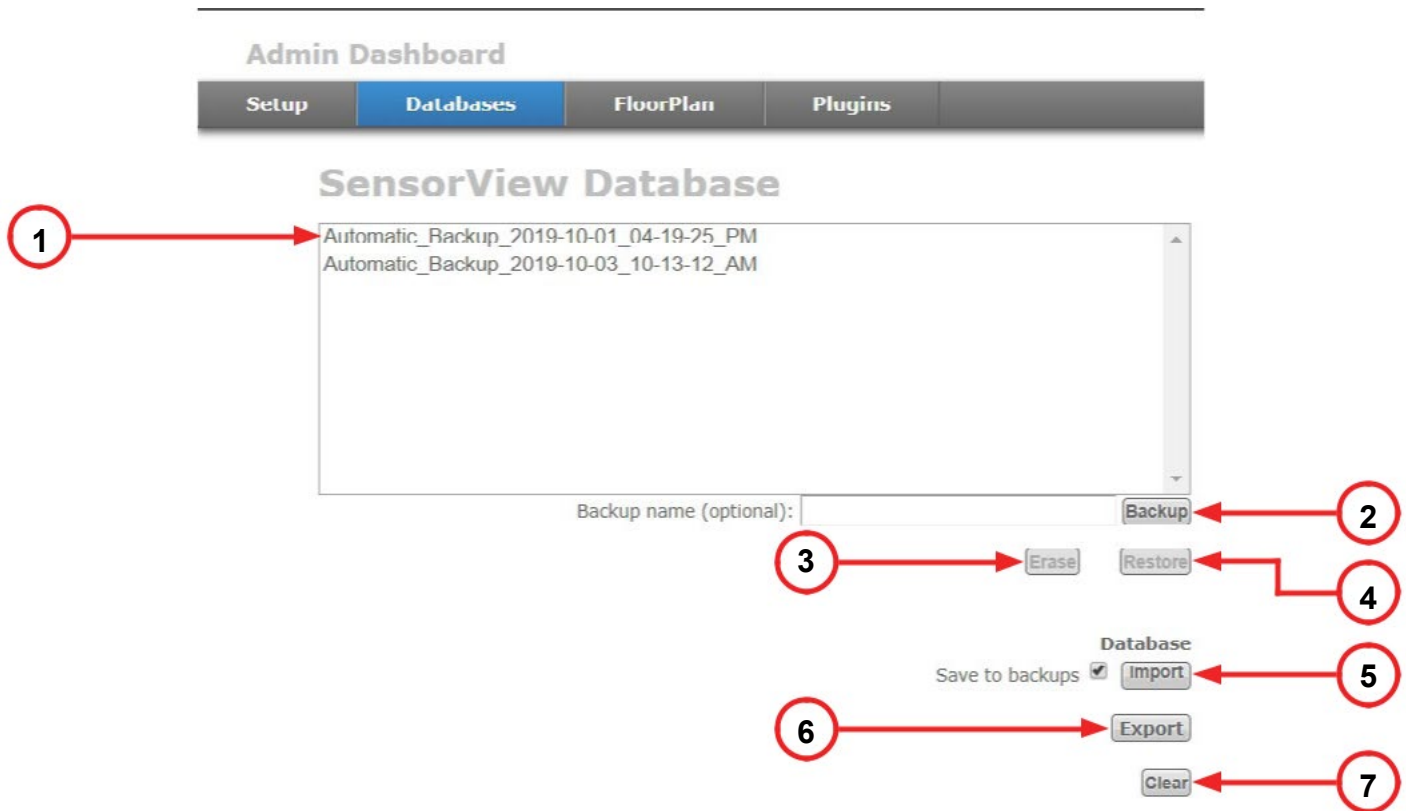 Admin Dashboard
Setup Databases FloorPlan Plugins
SensorView Database
1
Automatic_Backup_2019-10-01_04-19-25_PM
Automatic_Backup_2019-10-03_10-13-12_AM
Backup name (optional): Backup 2
3 Erase Restore
4
Database
Save to backups Import 5
6 Export
Clear 7